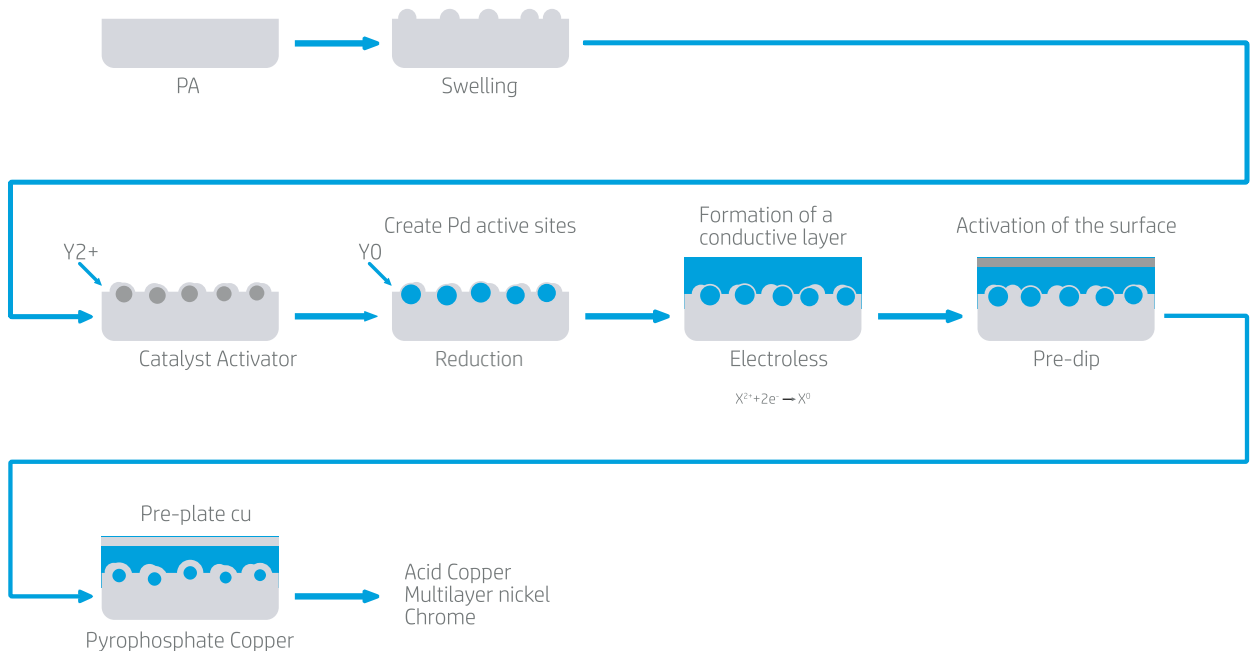 PA
Swelling
Y2+
Catalyst Activator
Create Pd active sites
Y0
Reduction
Formation of a
conductive layer
Electroless
X²⁺+2e⁻ → X⁰
Activation of the surface
Pre-dip
Pre-plate cu
Pyrophosphate Copper
Acid Copper
Multilayer nickel
Chrome